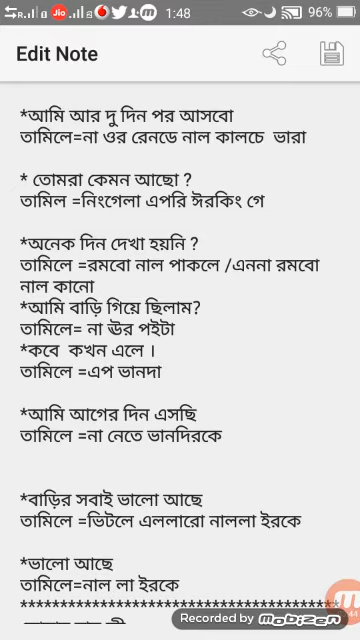 1:48
96%
Edit Note
*আমি আর দু দিন পর আসবো
তামিলে=না ওর রেনডে নাল কালচে ভারা
* তোমরা কেমন আছো ?
তামিল =নিংগেলা এপরি ঈরকিং গে
*অনেক দিন দেখা হয়নি ?
তামিলে =রমবো নাল পাকলে /এননা রমবো
নাল কানো
*আমি বাড়ি গিয়ে ছিলাম?
তামিলে= না ঊর পইটা
*কবে কখন এলে ।
তামিলে =এপ ভানদা
*আমি আগের দিন এসছি
তামিলে =না নেতে ভানদিরকে
*বাড়ির সবাই ভালো আছে
তামিলে =ভিটলে এললারো নাললা ইরকে
*ভালো আছে
তামিলে=নাল লা ইরকে
****************************************
Recorded by mobizen